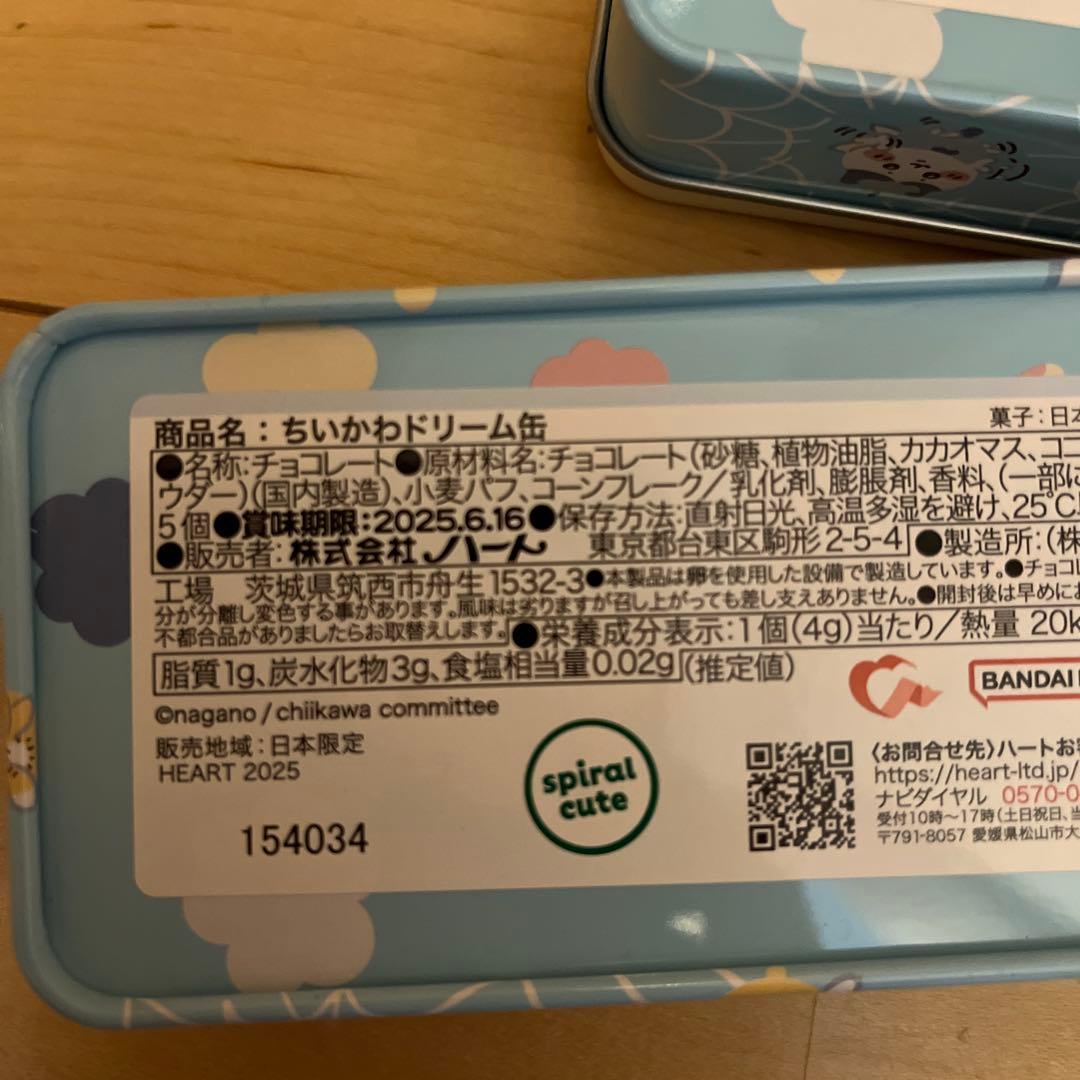 商品名：ちいかわドリーム缶
菓子：日本
●名称：チョコレート●原材料名：チョコレート(砂糖、植物油脂、カカオマス、ココ
ウダー)(国内製造)、小麦パフ、コーンフレーク／乳化剤、膨脹剤、香料、(一部に
5個●賞味期限：2025.6.16●保存方法：直射日光、高温多湿を避け、25℃
●販売者：株式会社ハート 東京都台東区駒形2-5-4●製造所：(株
工場 茨城県筑西市舟生1532-3●本製品は卵を使用した設備で製造しています。●チョコレ
分が分離し変色する事があります。風味は劣りますが召し上がっても差し支えありません。●開封後は早めにお
不都合品がありましたらお取替えします。●栄養成分表示：1個(4g)当たり／熱量 20k
脂質1g、炭水化物3g、食塩相当量0.02g(推定値)
©nagano / chiikawa committee
販売地域：日本限定
HEART 2025
154034
spiral
cute
BANDAI
〈お問合せ先〉ハートお客
https://heart-ltd.jp/
ナビダイヤル 0570-0
受付10時～17時(土日祝日、当
〒791-8057 愛媛県松山市大